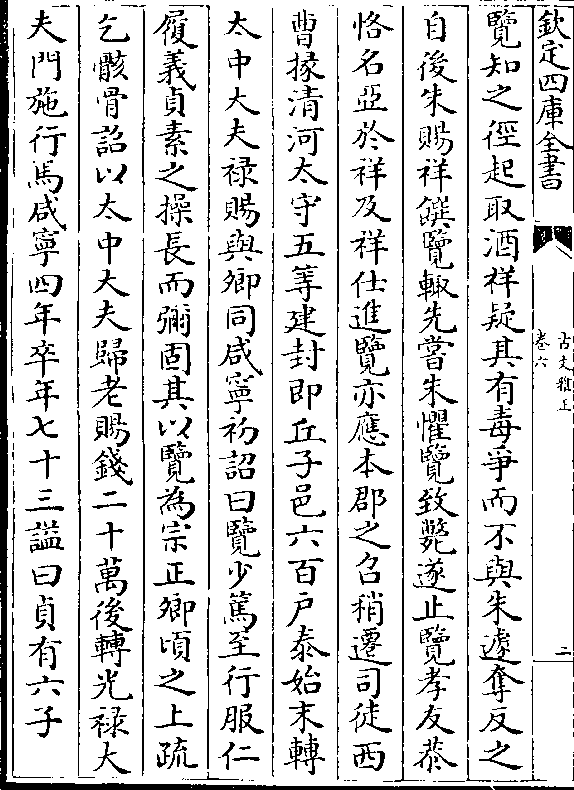 欽定四庫全書
古文雅正
卷六
二
覽知之徑起取酒祥疑其有毒爭而不與朱遽奪反之
自後朱賜祥饌覽輙先嘗朱懼覽致斃遂止覽孝友恭
恪名亞於祥及祥仕進覽亦應本郡之召稍遷司徒西
曹掾清河太守五等建封即丘子邑六百户泰始末轉
太中大夫禄賜與卿同咸寧初詔曰覽少篤至行服仁
履義貞素之操長而彌固其以覽為宗正卿頃之上疏
乞骸骨詔以太中大夫歸老賜錢二十萬後轉光禄大
夫門施行馬咸寧四年卒年七十三諡曰貞有六子